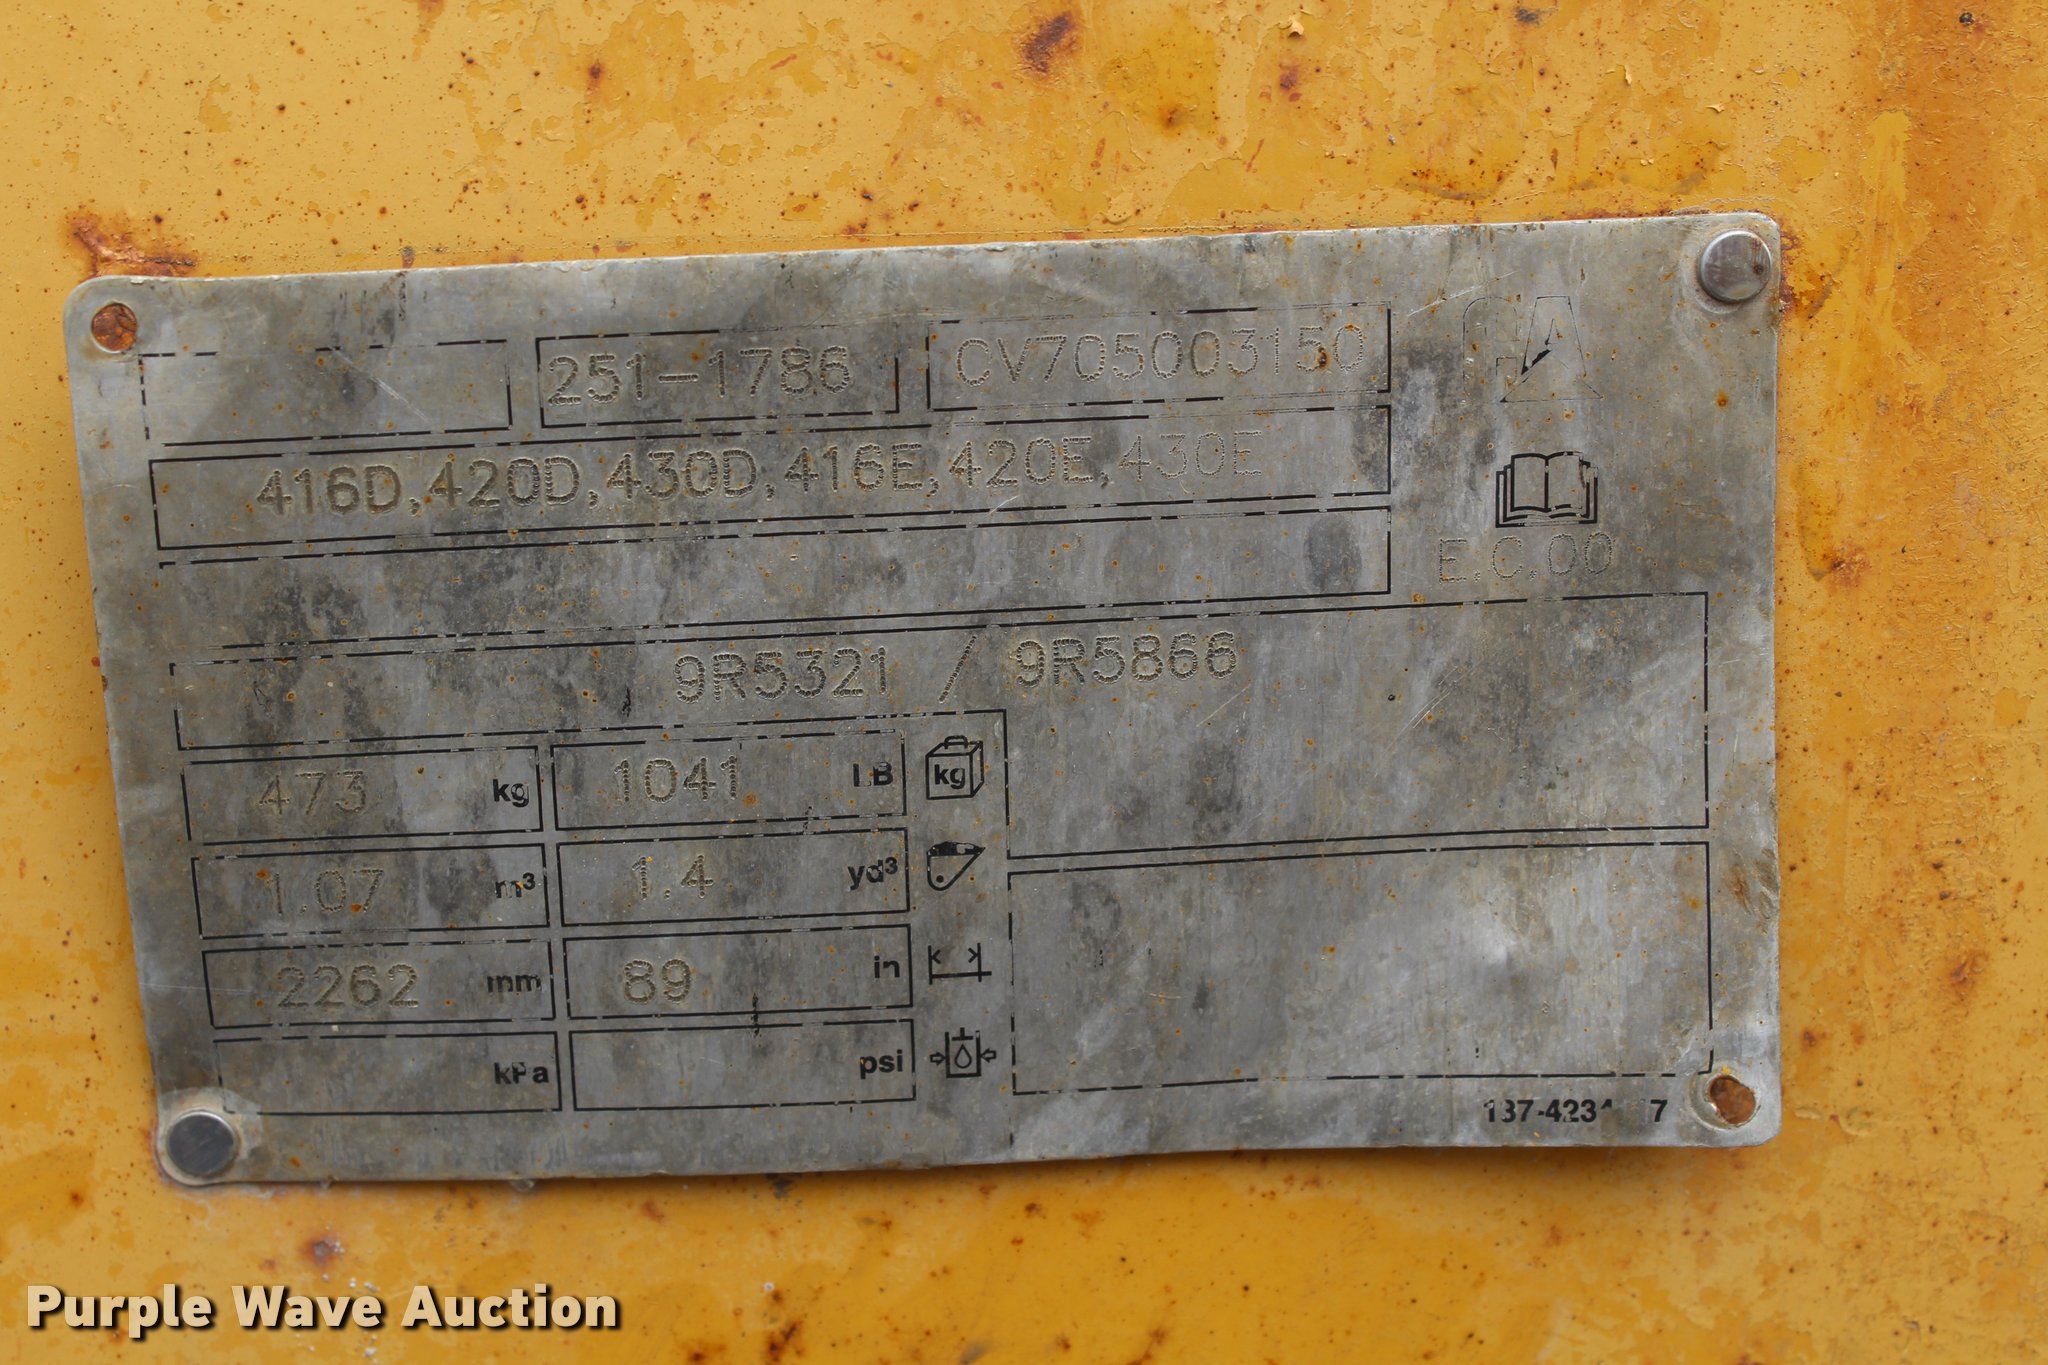 251-1786 CV705003150
416D, 420D, 430D, 416E, 420E, 430E
E.C.00
9R5321 / 9R5866
473 kg 1041 LB kg
1.07 m³ 1.4 yd³
2262 mm 89 in
kPa psi
Purple Wave Auction